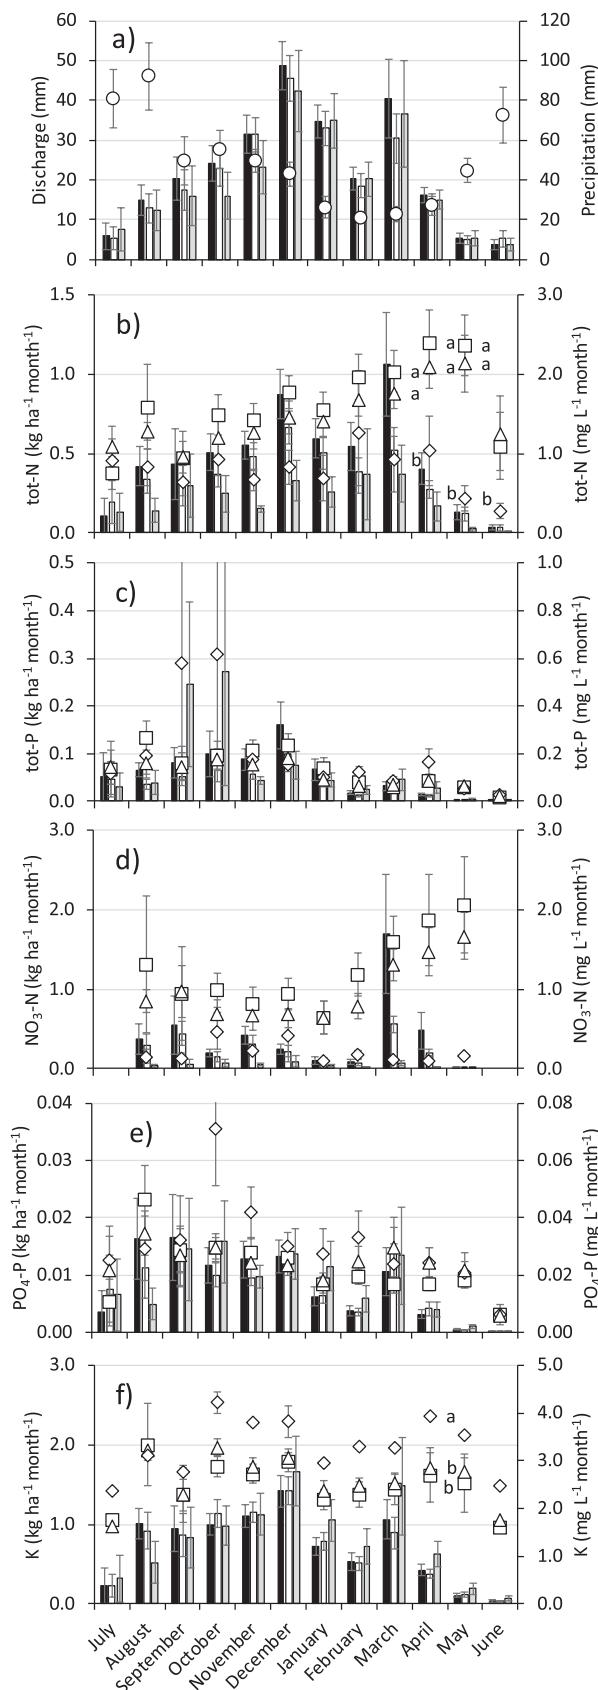 a)
60 50 40 30 20 10 0
Discharge (mm)
120 100 80 60 40 20 0
Precipitation (mm)
b)
1.5 1.0 0.5 0.0
tot-N (kg ha⁻¹ month⁻¹)
3.0 2.0 1.0 0.0
tot-N (mg L⁻¹ month⁻¹)
a a
a a
a a
a a
b b b
c)
0.5 0.4 0.3 0.2 0.1 0.0
tot-P (kg ha⁻¹ month⁻¹)
1.0 0.8 0.6 0.4 0.2 0.0
tot-P (mg L⁻¹ month⁻¹)
d)
3.0 2.0 1.0 0.0
NO₃-N (kg ha⁻¹ month⁻¹)
3.0 2.0 1.0 0.0
NO₃-N (mg L⁻¹ month⁻¹)
e)
0.04 0.03 0.02 0.01 0.00
PO₄-P (kg ha⁻¹ month⁻¹)
0.08 0.06 0.04 0.02 0.00
PO₄-P (mg L⁻¹ month⁻¹)
f)
3.0 2.0 1.0 0.0
K (kg ha⁻¹ month⁻¹)
5.0 4.0 3.0 2.0 1.0 0.0
K (mg L⁻¹ month⁻¹)
a
b
b
July August September October November December January February March April May June